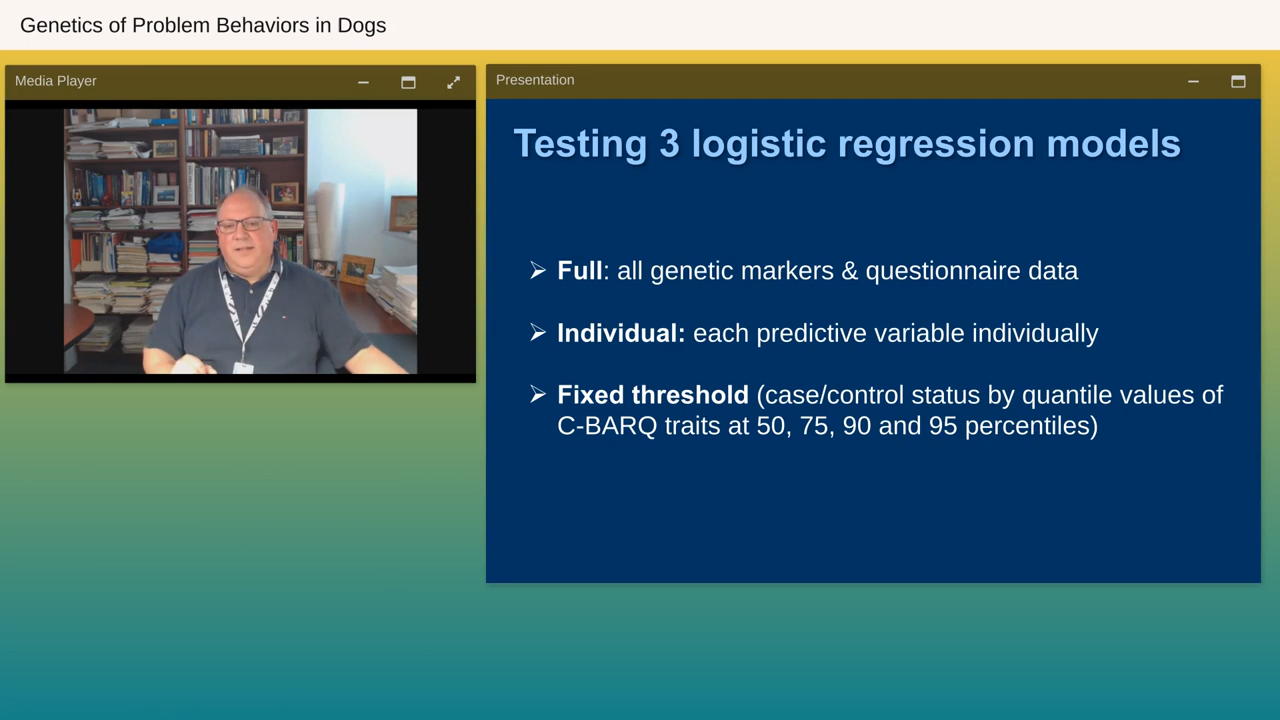 Genetics of Problem Behaviors in Dogs
Media Player
Presentation
Testing 3 logistic regression models
➢ Full: all genetic markers & questionnaire data
➢ Individual: each predictive variable individually
➢ Fixed threshold (case/control status by quantile values of
C-BARQ traits at 50, 75, 90 and 95 percentiles)